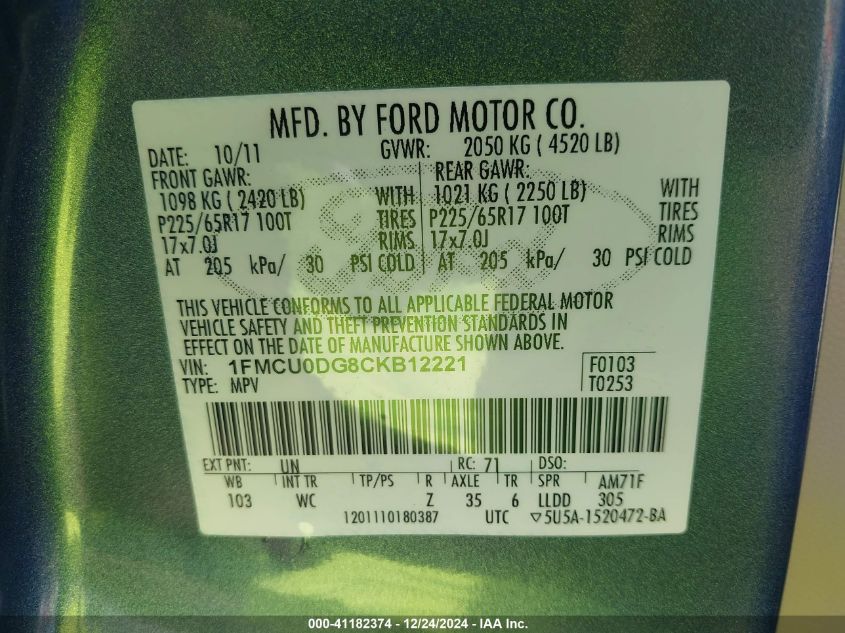 MFD. BY FORD MOTOR CO.
DATE: 10/11 GVWR: 2050 KG ( 4520 LB)
FRONT GAWR: REAR GAWR:
1098 KG ( 2420 LB) WITH 1021 KG ( 2250 LB) WITH
P225/65R17 100T TIRES P225/65R17 100T TIRES
17x7.0J RIMS 17x7.0J RIMS
AT 205 kPa/ 30 PSI COLD AT 205 kPa/ 30 PSI COLD
THIS VEHICLE CONFORMS TO ALL APPLICABLE FEDERAL MOTOR
VEHICLE SAFETY AND THEFT PREVENTION STANDARDS IN
EFFECT ON THE DATE OF MANUFACTURE SHOWN ABOVE.
VIN: 1FMCU0DG8CKB12221 F0103
TYPE: MPV T0253
EXT PNT: UN RC: 71 DSO:
WB INT TR TP/PS R AXLE TR SPR AM71F
103 WC Z 35 6 LLDD 305
1201110180387 UTC ▽5U5A-1520472-BA
000-41182374 • 12/24/2024 - IAA Inc.